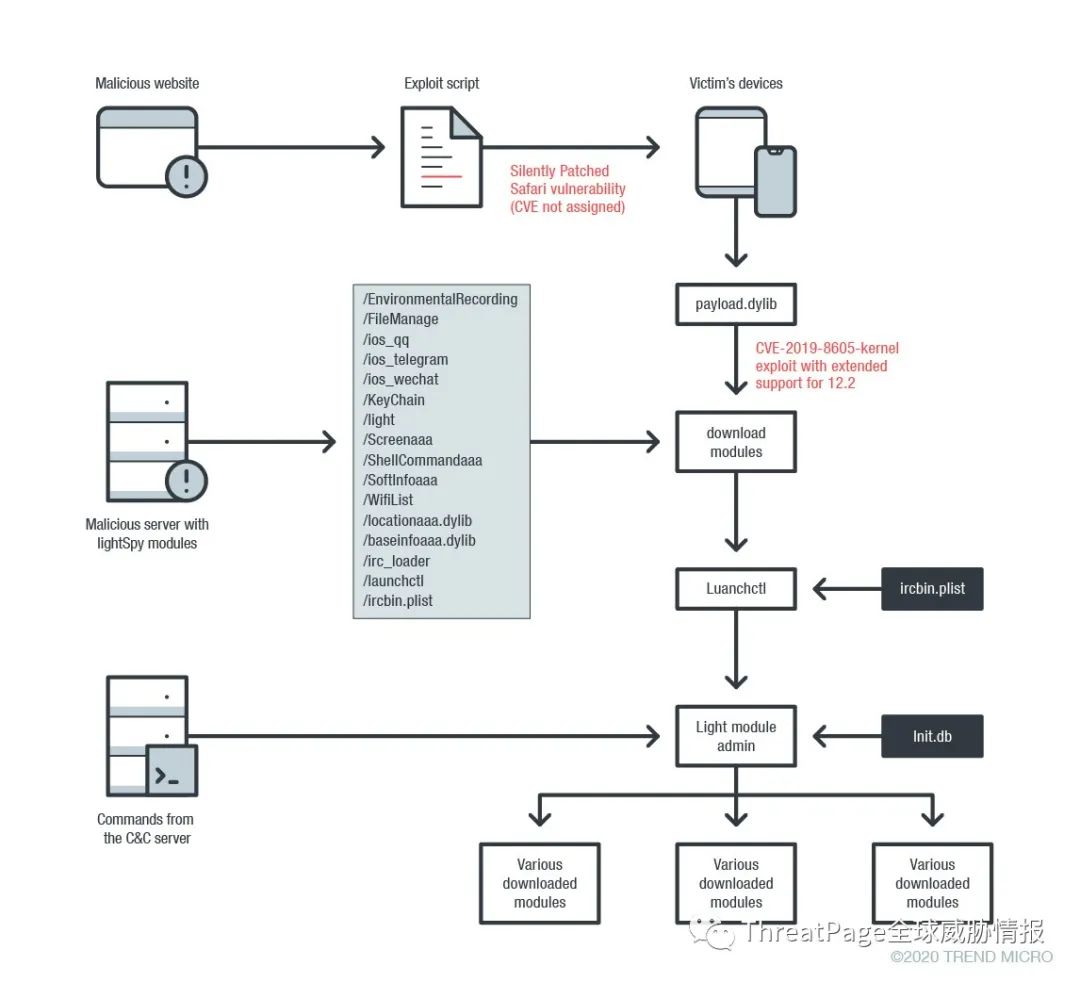 Malicious website
Exploit script
Victim's devices
Silently Patched
Safari vulnerability
(CVE not assigned)
payload.dylib
CVE-2019-8605-kernel
exploit with extended
support for 12.2
/EnvironmentalRecording
/FileManage
/ios_qq
/ios_telegram
/ios_wechat
/KeyChain
/light
/Screenaaa
/ShellCommandaaa
/SoftInfoaaa
/WifiList
/locationaaa.dylib
/baseinfoaaa.dylib
/irc_loader
/launchctl
/ircbin.plist
Malicious server with
lightSpy modules
download
modules
Luanchctl
ircbin.plist
Light module
admin
Init.db
Commands from
the C&C server
Various
downloaded
modules
Various
downloaded
modules
Various
downloaded
modules
ThreatPage全球威胁情报
©2020 TREND MICRO